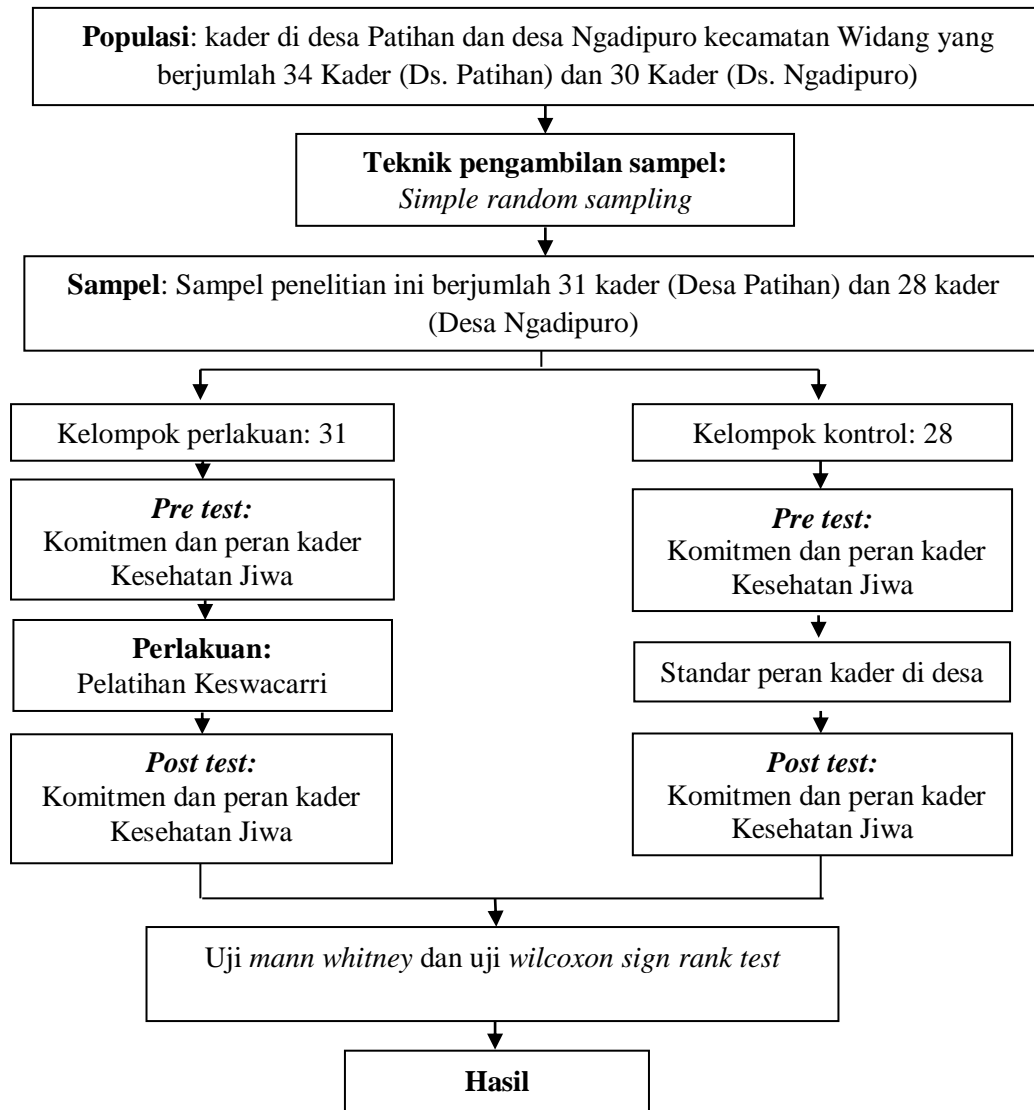 Populasi: kader di desa Patihan dan desa Ngadipuro kecamatan Widang yang
berjumlah 34 Kader (Ds. Patihan) dan 30 Kader (Ds. Ngadipuro)
Teknik pengambilan sampel:
Simple random sampling
Sampel: Sampel penelitian ini berjumlah 31 kader (Desa Patihan) dan 28 kader
(Desa Ngadipuro)
Kelompok perlakuan: 31
Pre test:
Komitmen dan peran kader
Kesehatan Jiwa
Perlakuan:
Pelatihan Keswacarri
Post test:
Komitmen dan peran kader
Kesehatan Jiwa
Kelompok kontrol: 28
Pre test:
Komitmen dan peran kader
Kesehatan Jiwa
Standar peran kader di desa
Post test:
Komitmen dan peran kader
Kesehatan Jiwa
Uji mann whitney dan uji wilcoxon sign rank test
Hasil